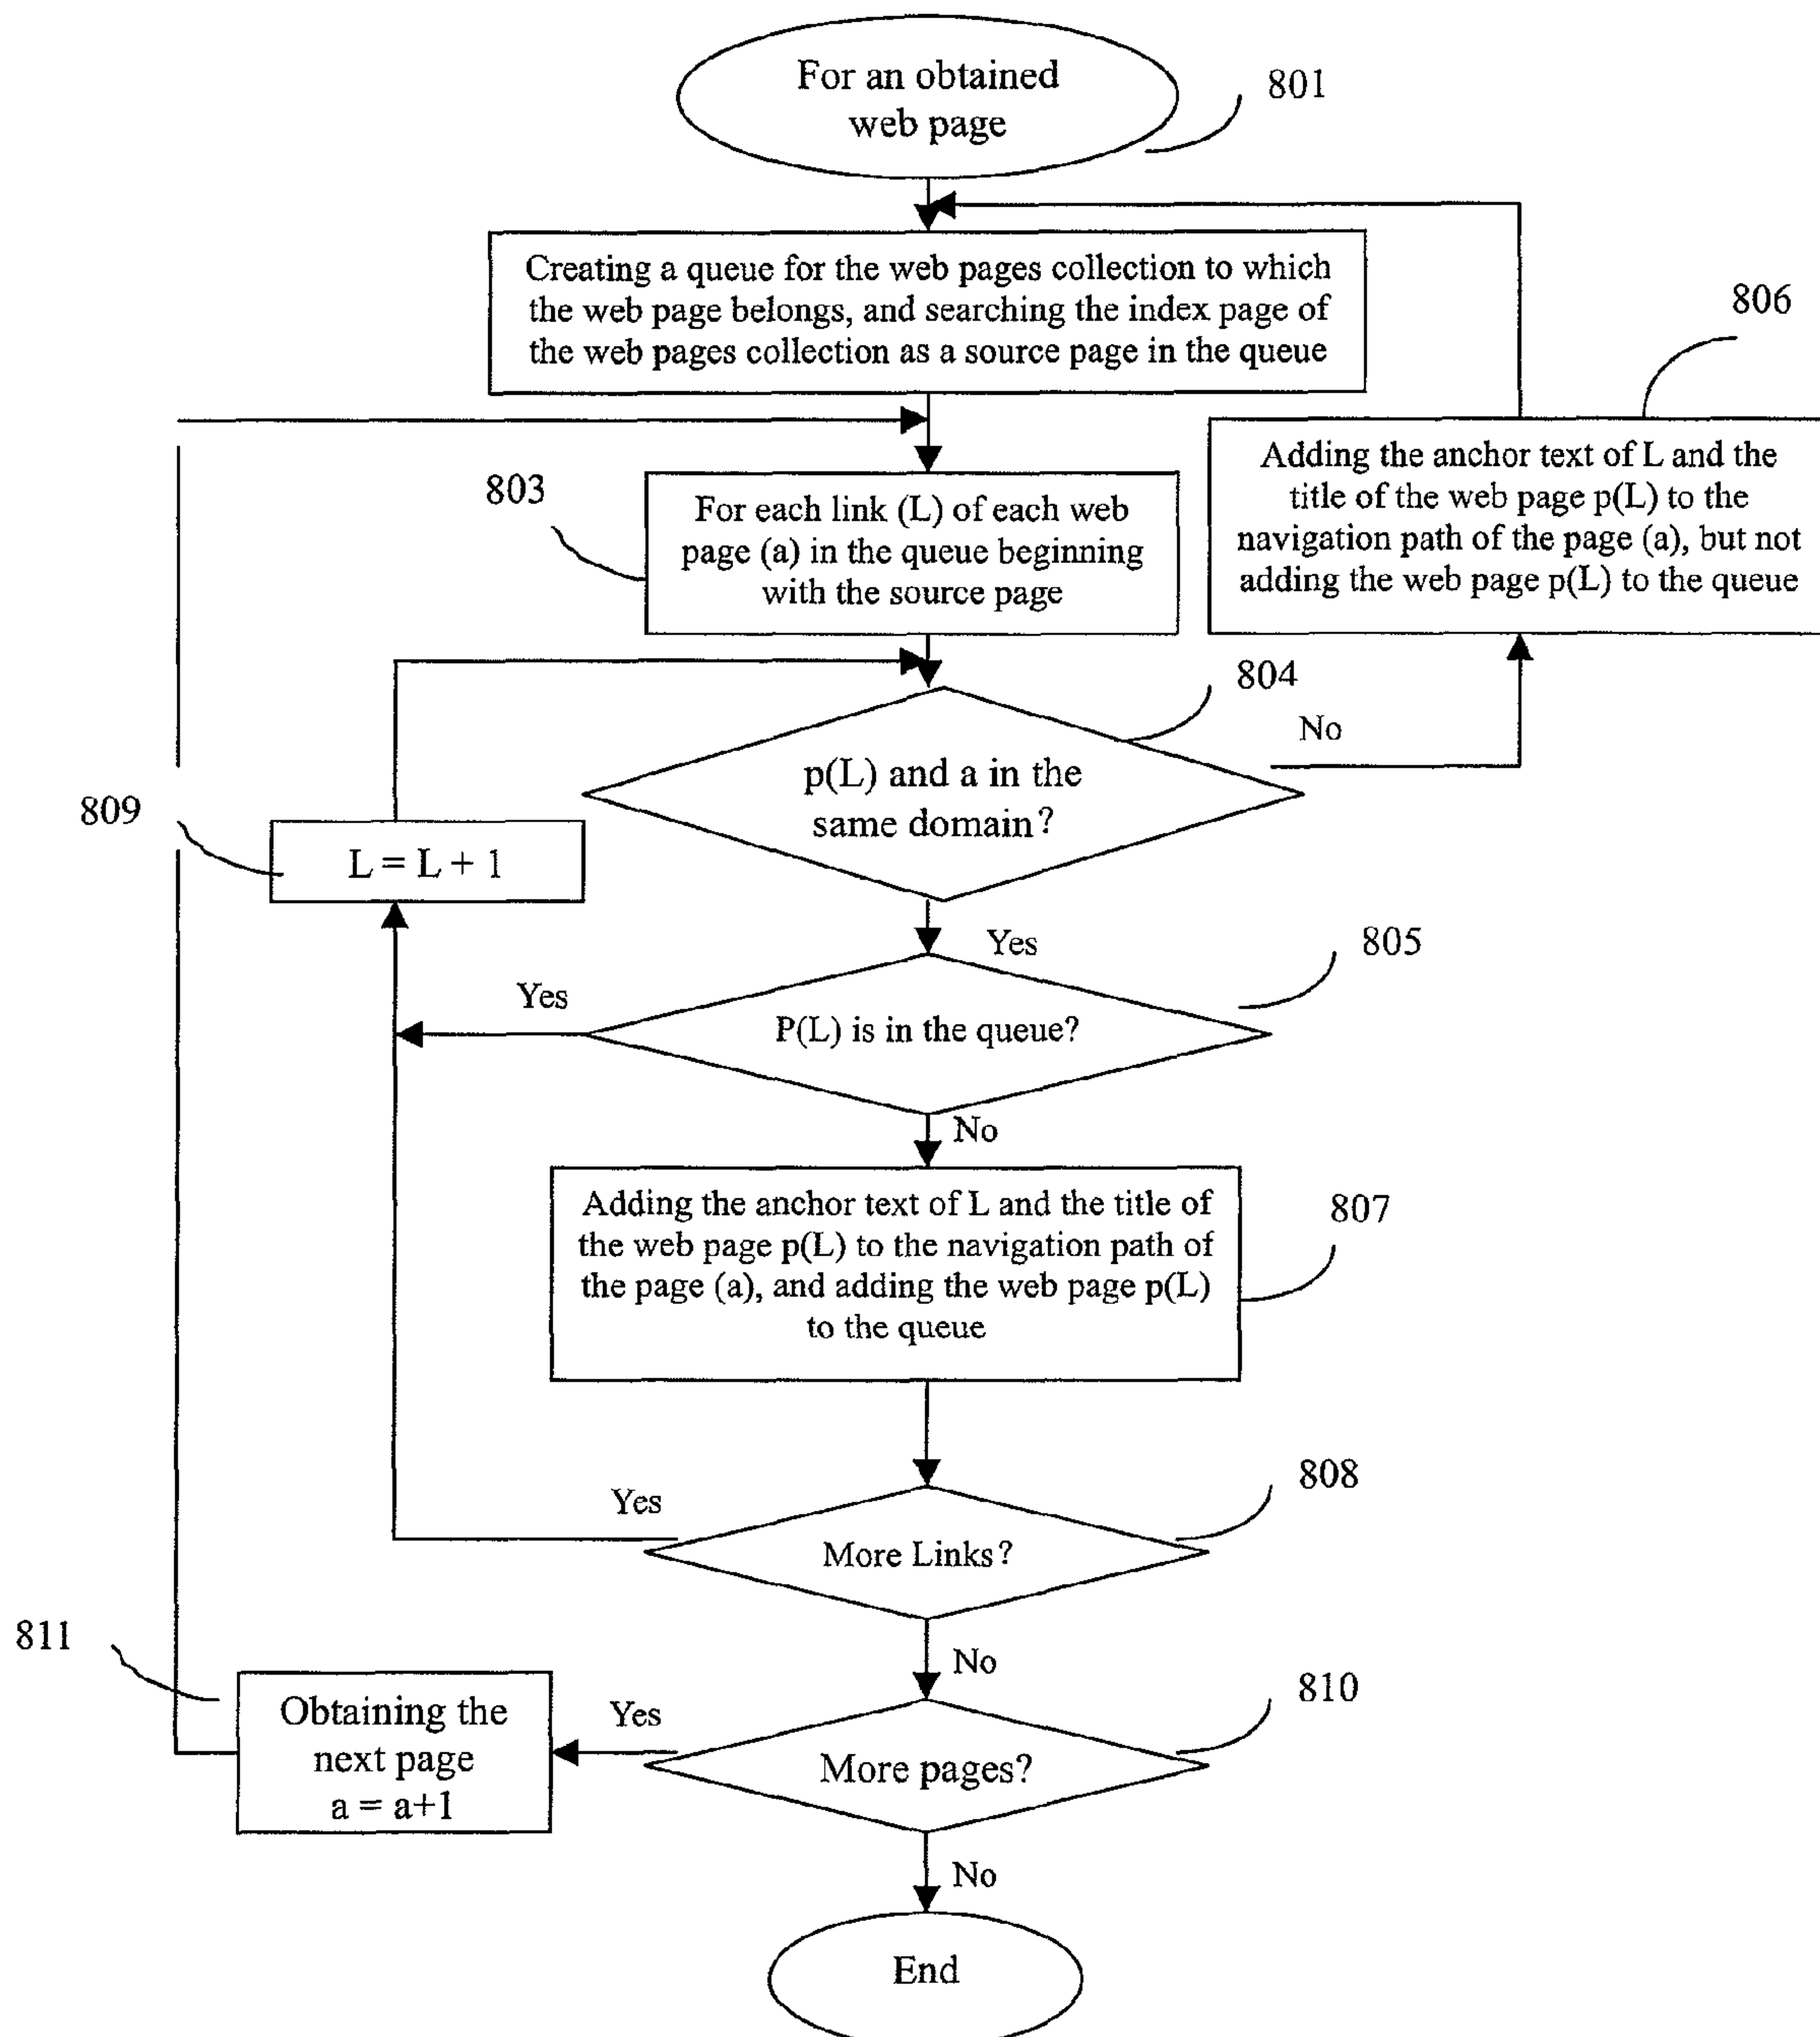 For an obtained
web page
801
Creating a queue for the web pages collection to which
the web page belongs, and searching the index page of
the web pages collection as a source page in the queue
806
Adding the anchor text of L and the
title of the web page p(L) to the
navigation path of the page (a), but not
adding the web page p(L) to the queue
803
For each link (L) of each web
page (a) in the queue beginning
with the source page
804
No
p(L) and a in the
same domain?
809
L = L + 1
Yes
805
Yes
P(L) is in the queue?
No
Adding the anchor text of L and the title of
the web page p(L) to the navigation path of
the page (a), and adding the web page p(L)
to the queue
807
808
Yes
More Links?
No
811
Obtaining the
next page
a = a+1
Yes
810
More pages?
No
End